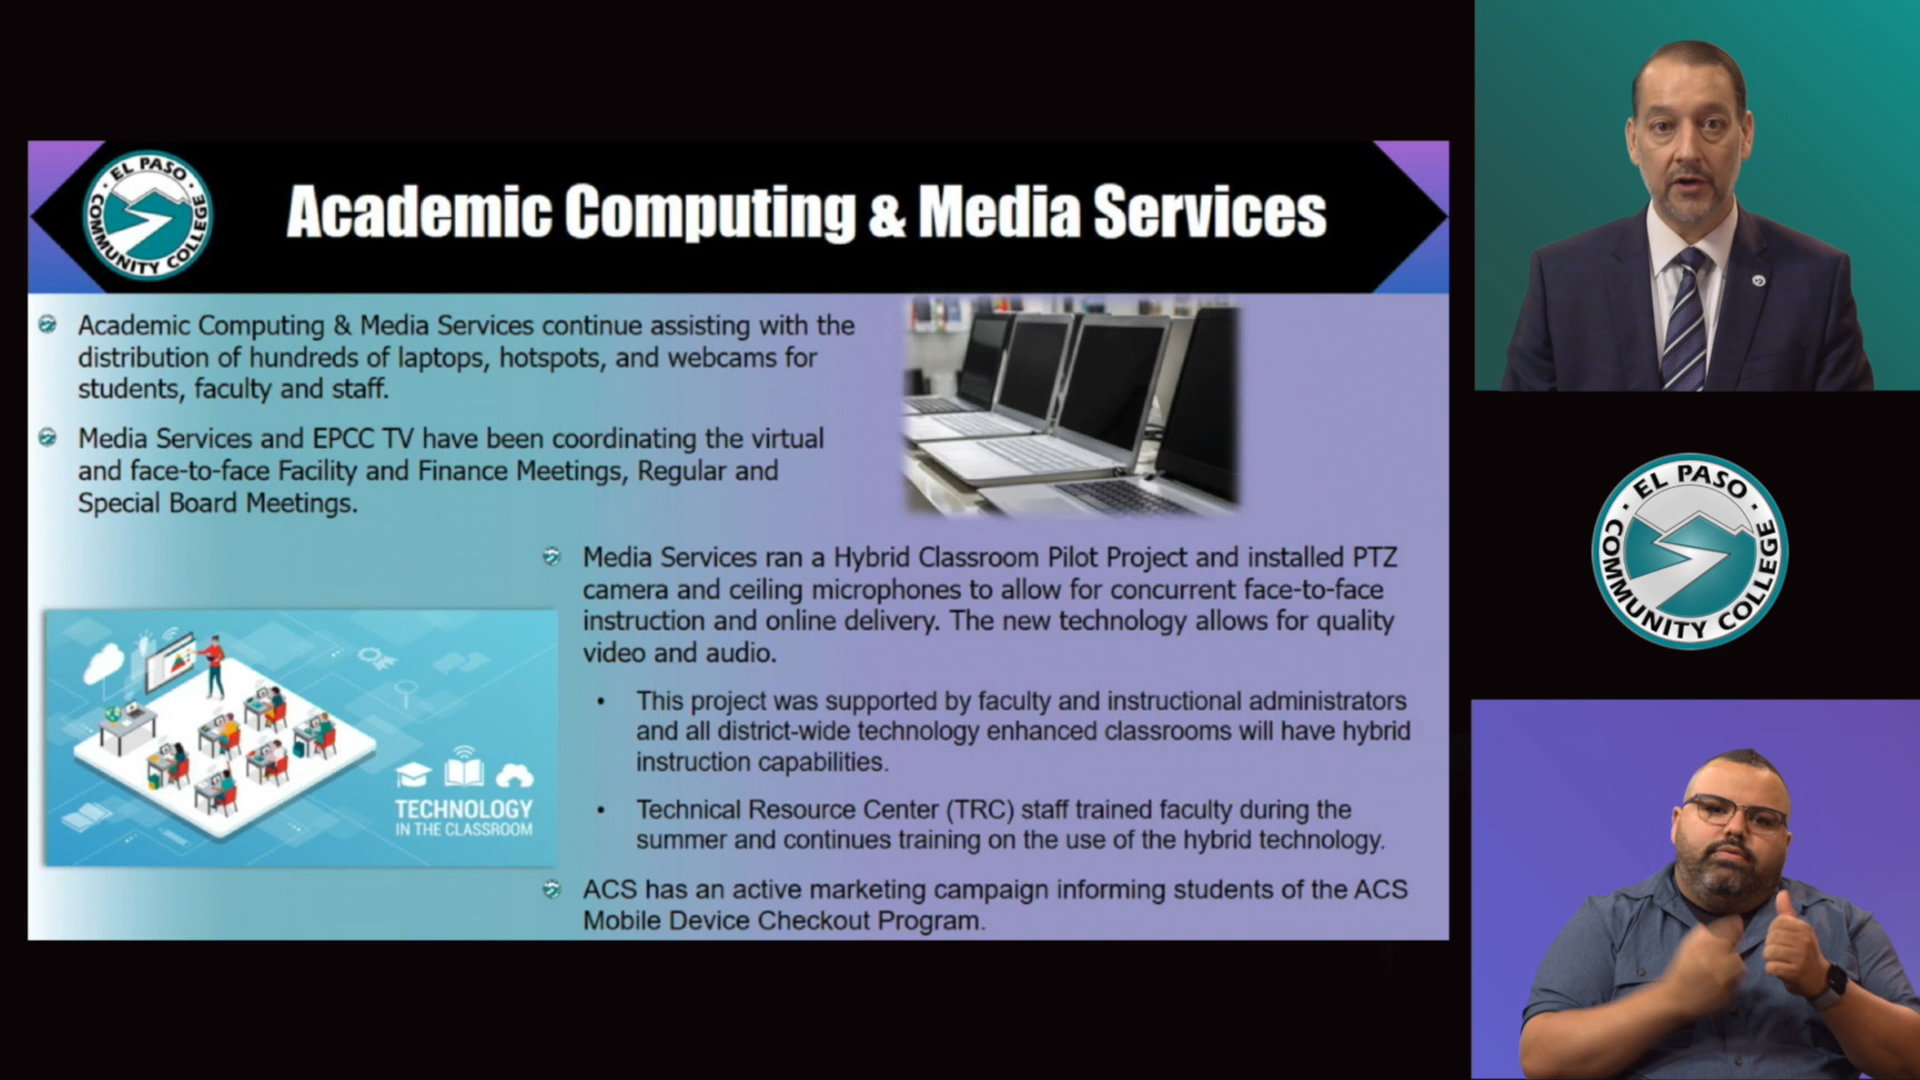 EL PASO
COMMUNITY COLLEGE
Academic Computing & Media Services
Academic Computing & Media Services continue assisting with the
distribution of hundreds of laptops, hotspots, and webcams for
students, faculty and staff.
Media Services and EPCC TV have been coordinating the virtual
and face-to-face Facility and Finance Meetings, Regular and
Special Board Meetings.
Media Services ran a Hybrid Classroom Pilot Project and installed PTZ
camera and ceiling microphones to allow for concurrent face-to-face
instruction and online delivery. The new technology allows for quality
video and audio.
• This project was supported by faculty and instructional administrators
and all district-wide technology enhanced classrooms will have hybrid
instruction capabilities.
• Technical Resource Center (TRC) staff trained faculty during the
summer and continues training on the use of the hybrid technology.
ACS has an active marketing campaign informing students of the ACS
Mobile Device Checkout Program.
TECHNOLOGY
IN THE CLASSROOM
· EL PASO ·
COMMUNITY COLLEGE